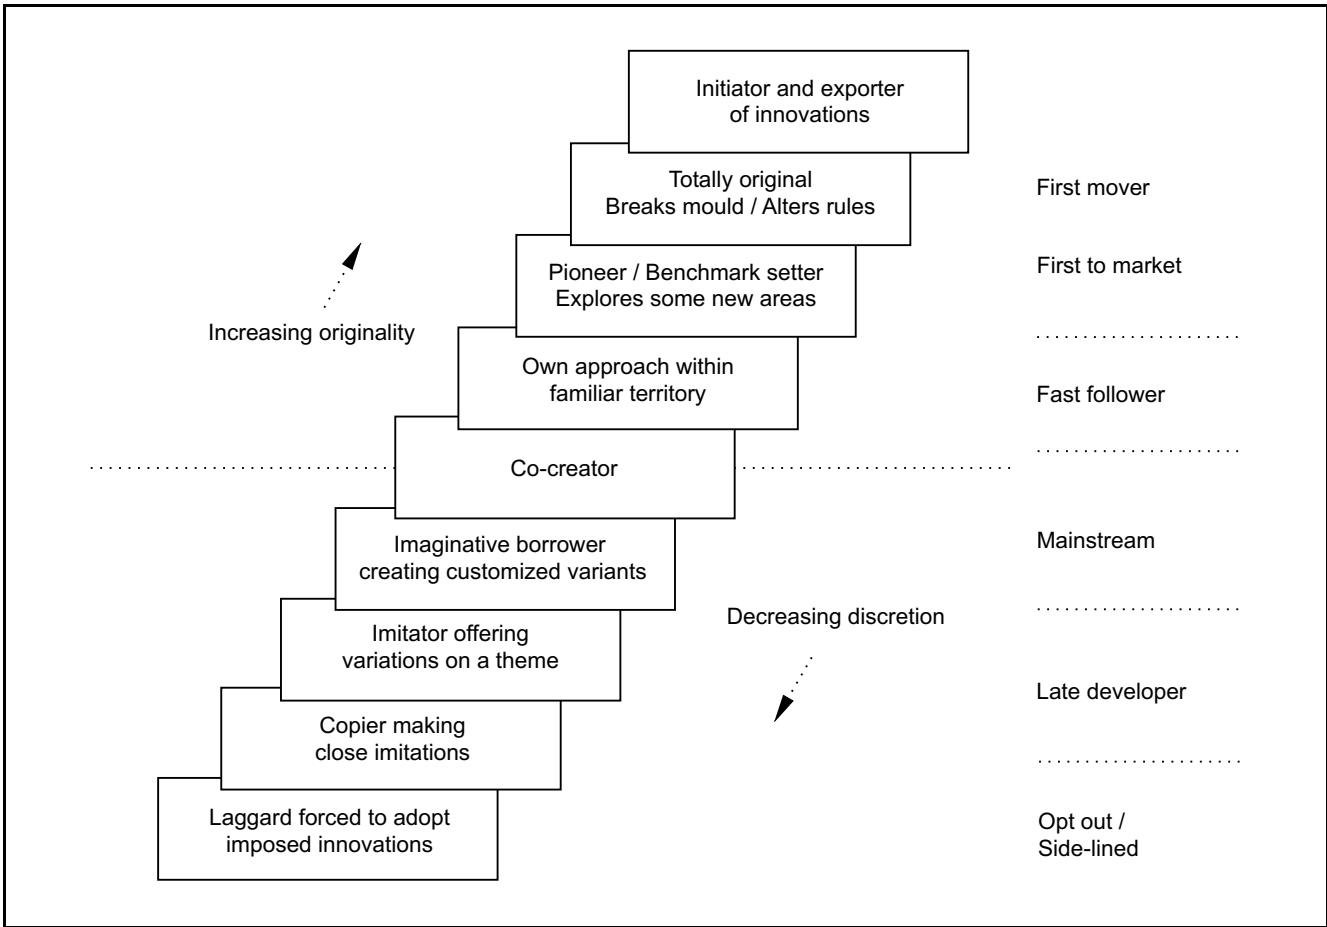 Initiator and exporter
of innovations
Totally original
Breaks mould / Alters rules
First mover
Pioneer / Benchmark setter
Explores some new areas
First to market
Increasing originality
Own approach within
familiar territory
Fast follower
Co-creator
Imaginative borrower
creating customized variants
Mainstream
Imitator offering
variations on a theme
Decreasing discretion
Late developer
Copier making
close imitations
Laggard forced to adopt
imposed innovations
Opt out /
Side-lined